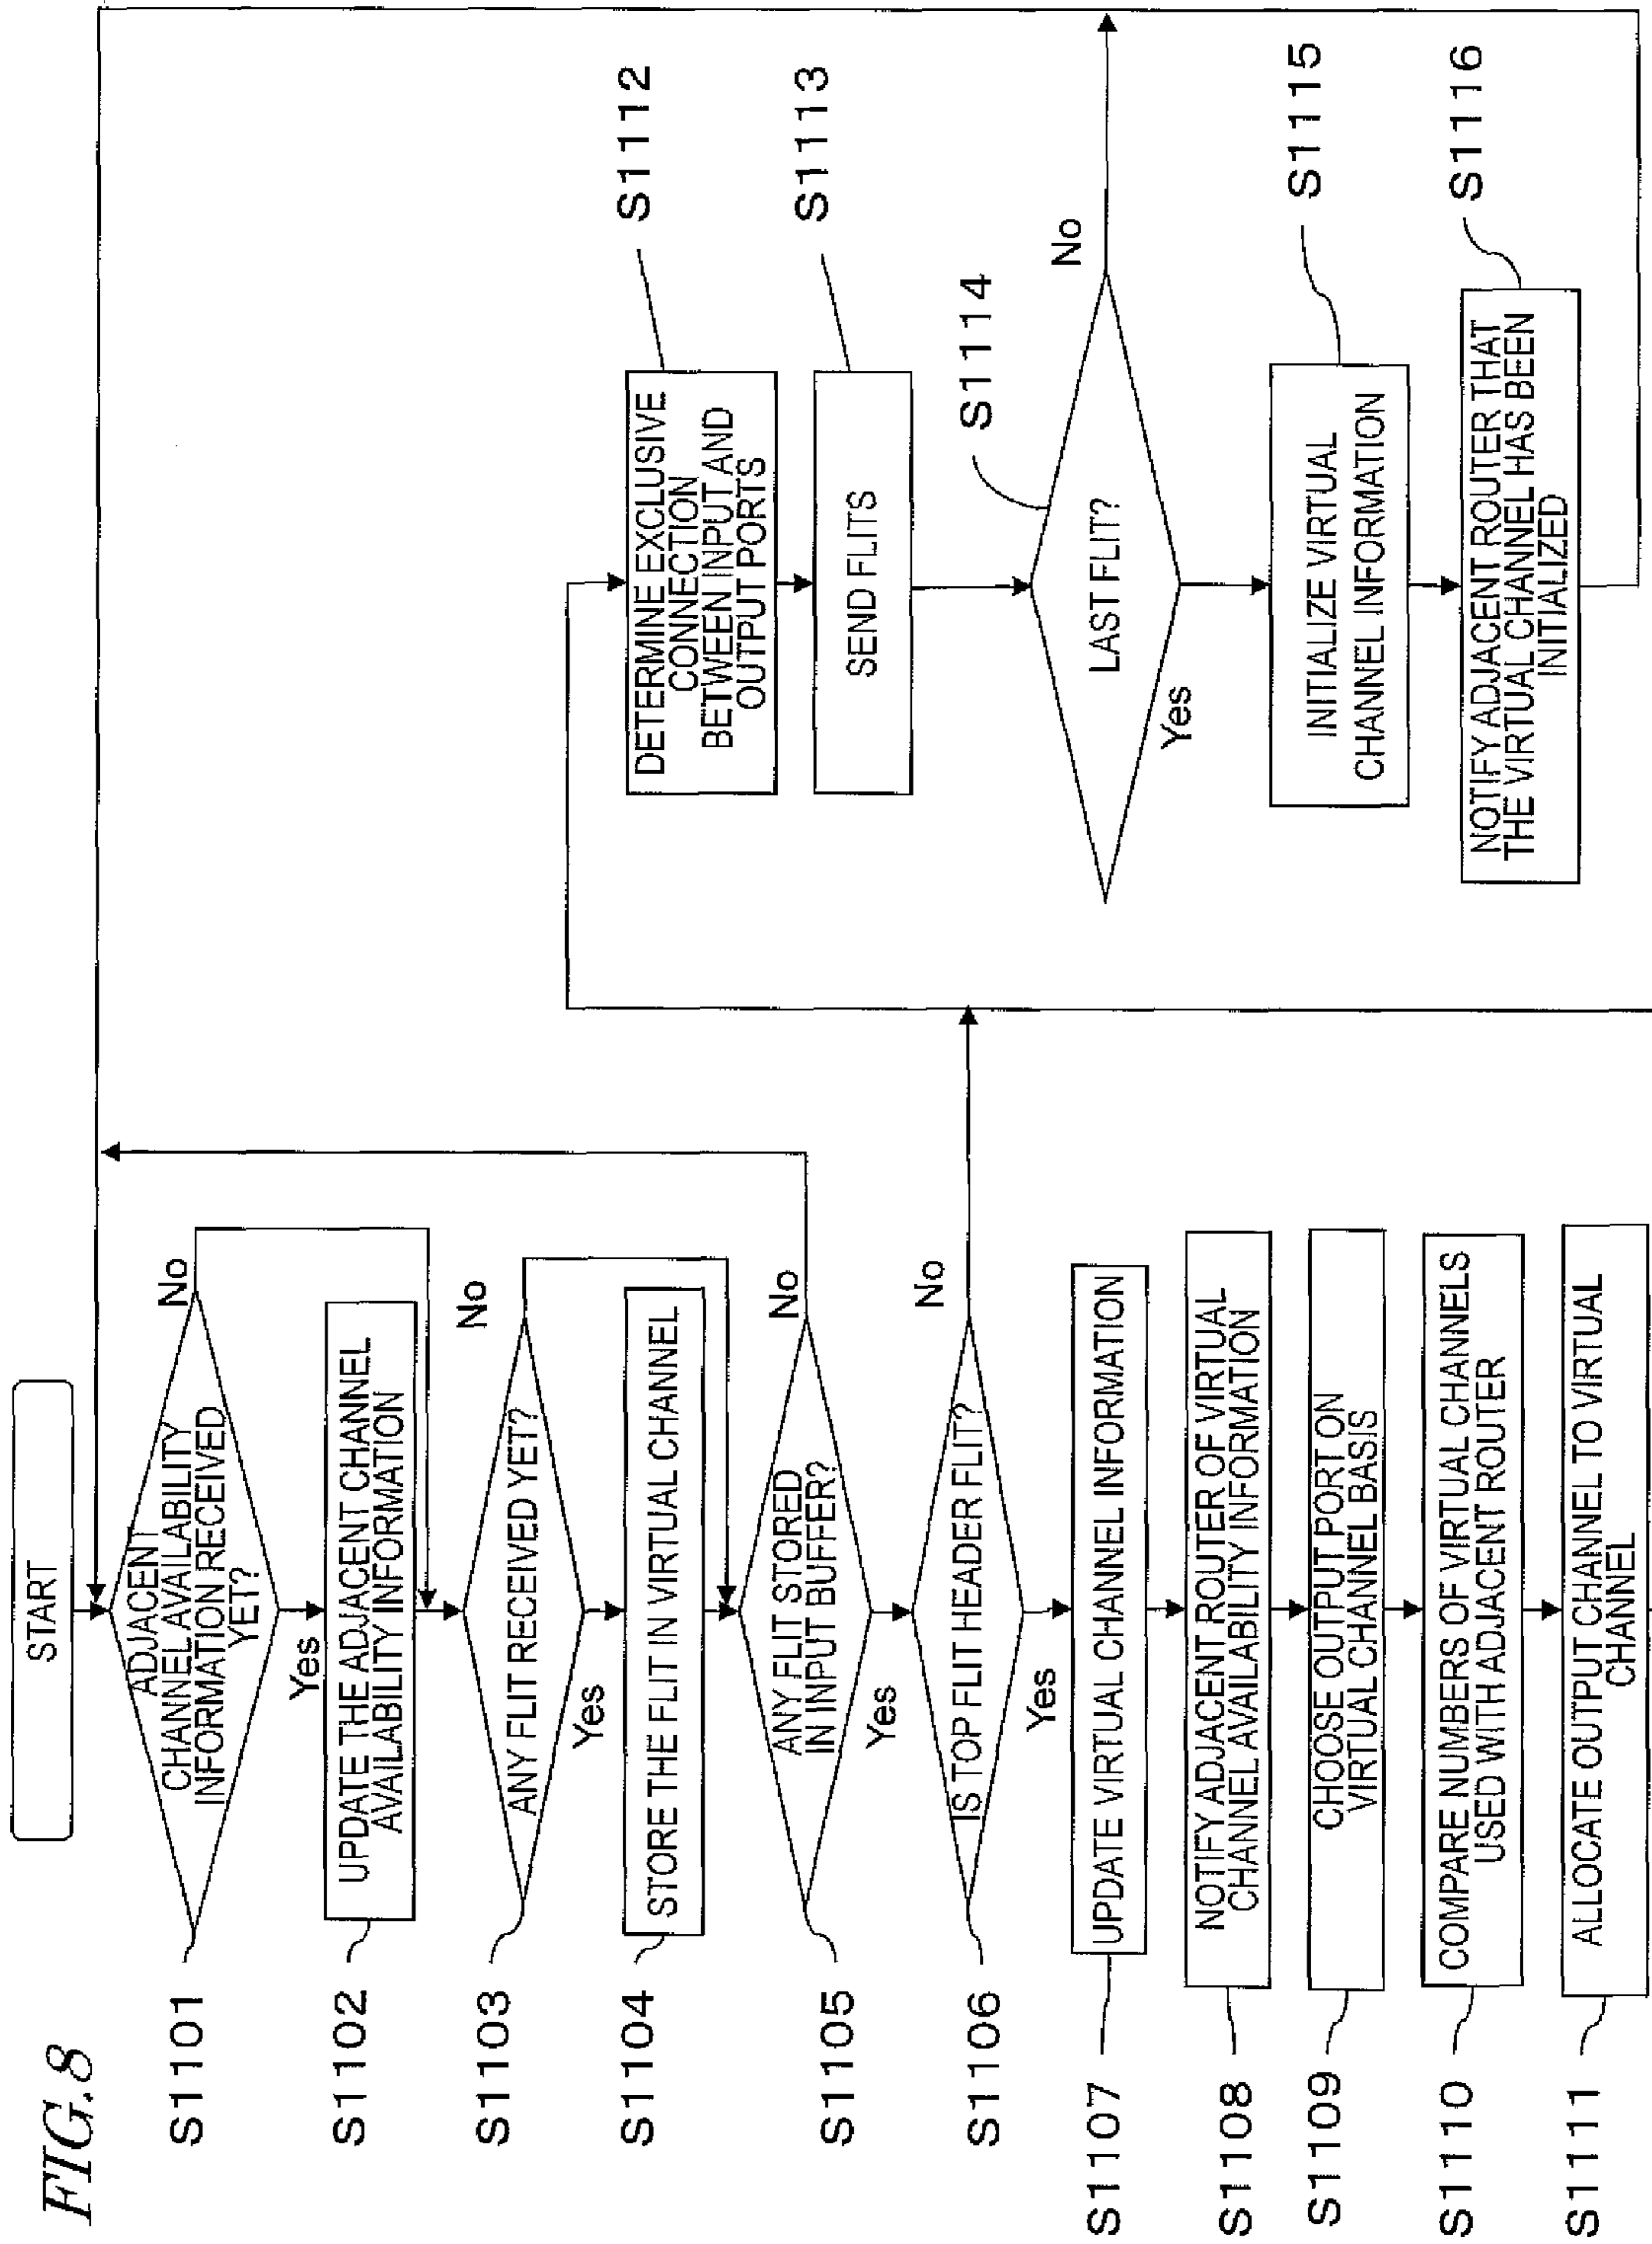 FIG.8
START
S1101
ADJACENT
CHANNEL AVAILABILITY
INFORMATION RECEIVED
YET?
No
Yes
S1102
UPDATE THE ADJACENT CHANNEL
AVAILABILITY INFORMATION
S1103
ANY FLIT RECEIVED YET?
No
Yes
S1104
STORE THE FLIT IN VIRTUAL CHANNEL
S1105
ANY FLIT STORED
IN INPUT BUFFER?
No
Yes
S1106
IS TOP FLIT HEADER FLIT?
No
Yes
S1107
UPDATE VIRTUAL CHANNEL INFORMATION
S1108
NOTIFY ADJACENT ROUTER OF VIRTUAL
CHANNEL AVAILABILITY INFORMATION
S1109
CHOOSE OUTPUT PORT ON
VIRTUAL CHANNEL BASIS
S1110
COMPARE NUMBERS OF VIRTUAL CHANNELS
USED WITH ADJACENT ROUTER
S1111
ALLOCATE OUTPUT CHANNEL TO VIRTUAL
CHANNEL
DETERMINE EXCLUSIVE
CONNECTION
BETWEEN INPUT AND
OUTPUT PORTS
S1112
SEND FLITS
S1113
LAST FLIT?
S1114
No
Yes
INITIALIZE VIRTUAL
CHANNEL INFORMATION
S1115
NOTIFY ADJACENT ROUTER THAT
THE VIRTUAL CHANNEL HAS BEEN
INITIALIZED
S1116